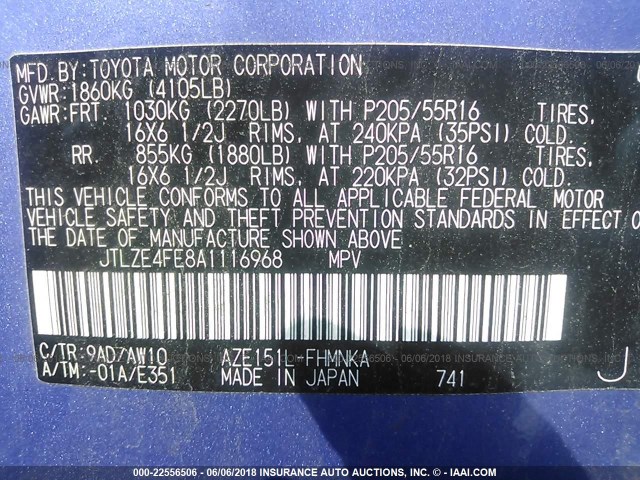 MFD.BY:TOYOTA MOTOR CORPORATION
GVWR:1860KG (4105LB)
GAWR:FRT. 1030KG (2270LB) WITH P205/55R16 TIRES,
16X6 1/2J RIMS, AT 240KPA (35PSI) COLD.
RR. 855KG (1880LB) WITH P205/55R16 TIRES,
16X6 1/2J RIMS, AT 220KPA (32PSI) COLD.
THIS VEHICLE CONFORMS TO ALL APPLICABLE FEDERAL MOTOR
VEHICLE SAFETY AND THEFT PREVENTION STANDARDS IN EFFECT O
THE DATE OF MANUFACTURE SHOWN ABOVE.
JTLZE4FE8A1116968 MPV
C/TR:9AD7AW10 AZE151L-FHMNKA
A/TM:-01A/E351 MADE IN JAPAN 741 J
000-22556506 - 06/06/2018 - INSURANCE AUTO AUCTIONS, INC. - IAAI.COM